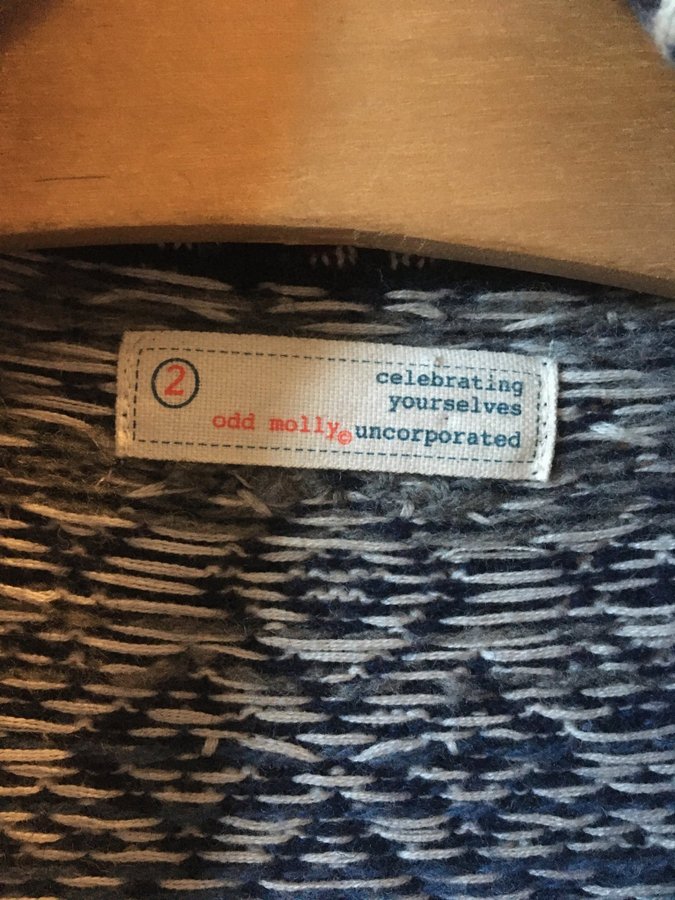 2
celebrating
yourselves
odd molly© uncorporated